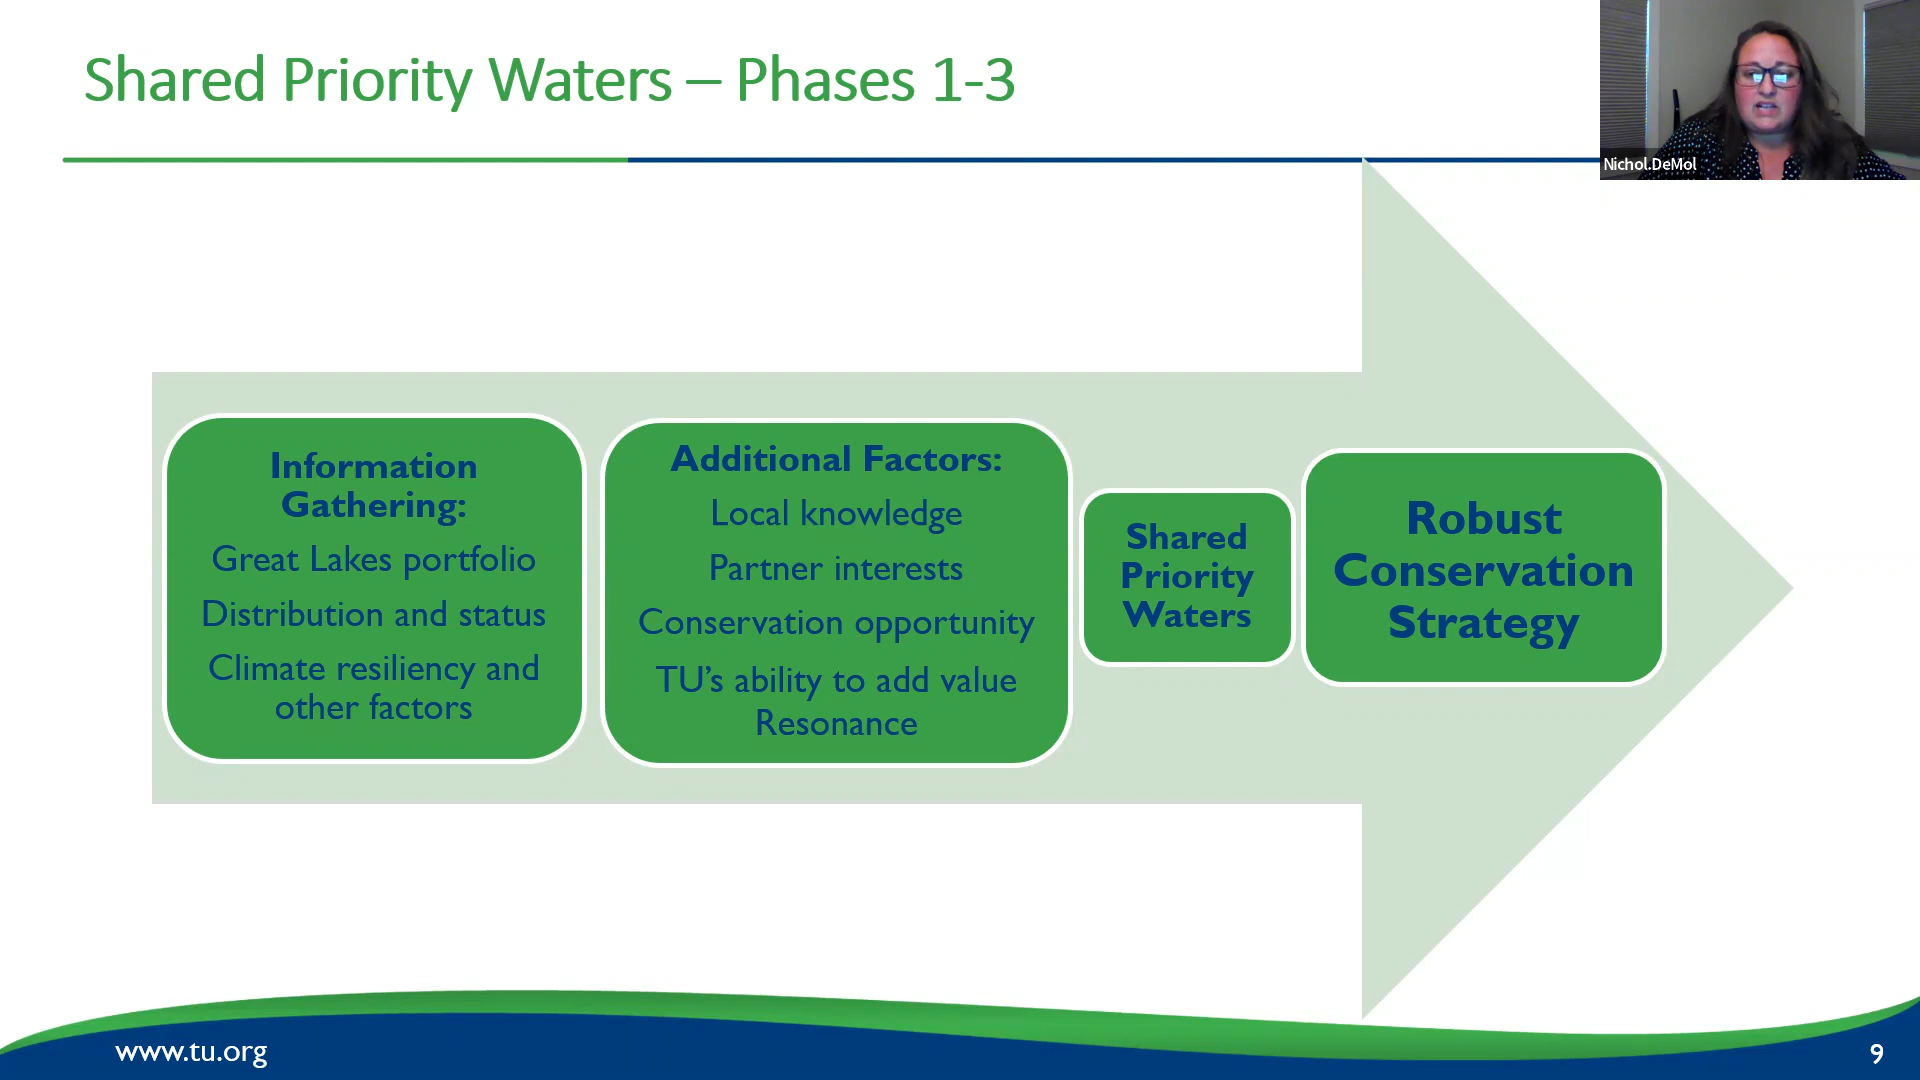 Shared Priority Waters – Phases 1-3
Nichol.DeMol
Information
Gathering:
Great Lakes portfolio
Distribution and status
Climate resiliency and
other factors
Additional Factors:
Local knowledge
Partner interests
Conservation opportunity
TU’s ability to add value
Resonance
Shared
Priority
Waters
Robust
Conservation
Strategy
www.tu.org
9